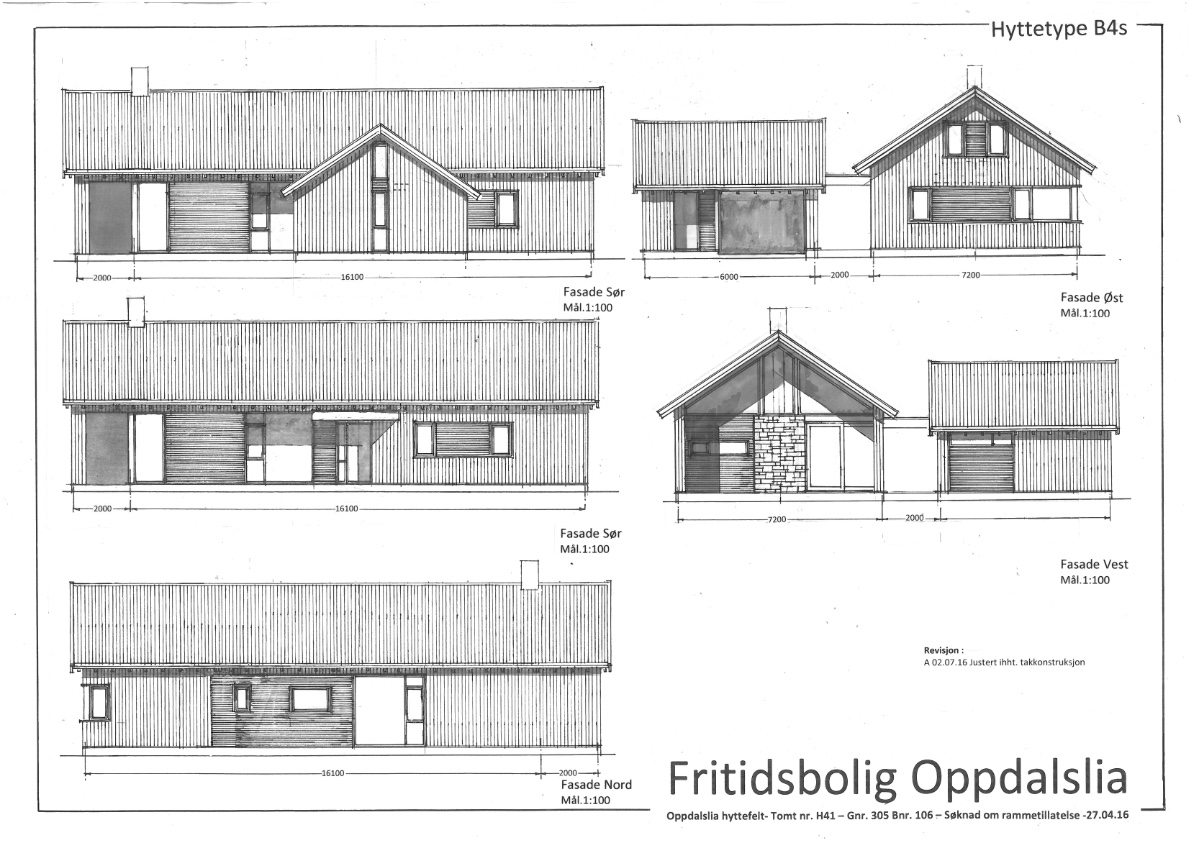 Hyttetype B4s
2000
16100
Fasade Sør
Mål.1:100
6000
2000
7200
Fasade Øst
Mål.1:100
2000
16100
Fasade Sør
Mål.1:100
7200
2000
Fasade Vest
Mål.1:100
16100
2000
Fasade Nord
Mål.1:100
Revisjon :
A 02.07.16 Justert ihht. takkonstruksjon
Fritidsbolig Oppdalslia
Oppdalslia hyttefelt- Tomt nr. H41 – Gnr. 305 Bnr. 106 – Søknad om rammetillatelse -27.04.16